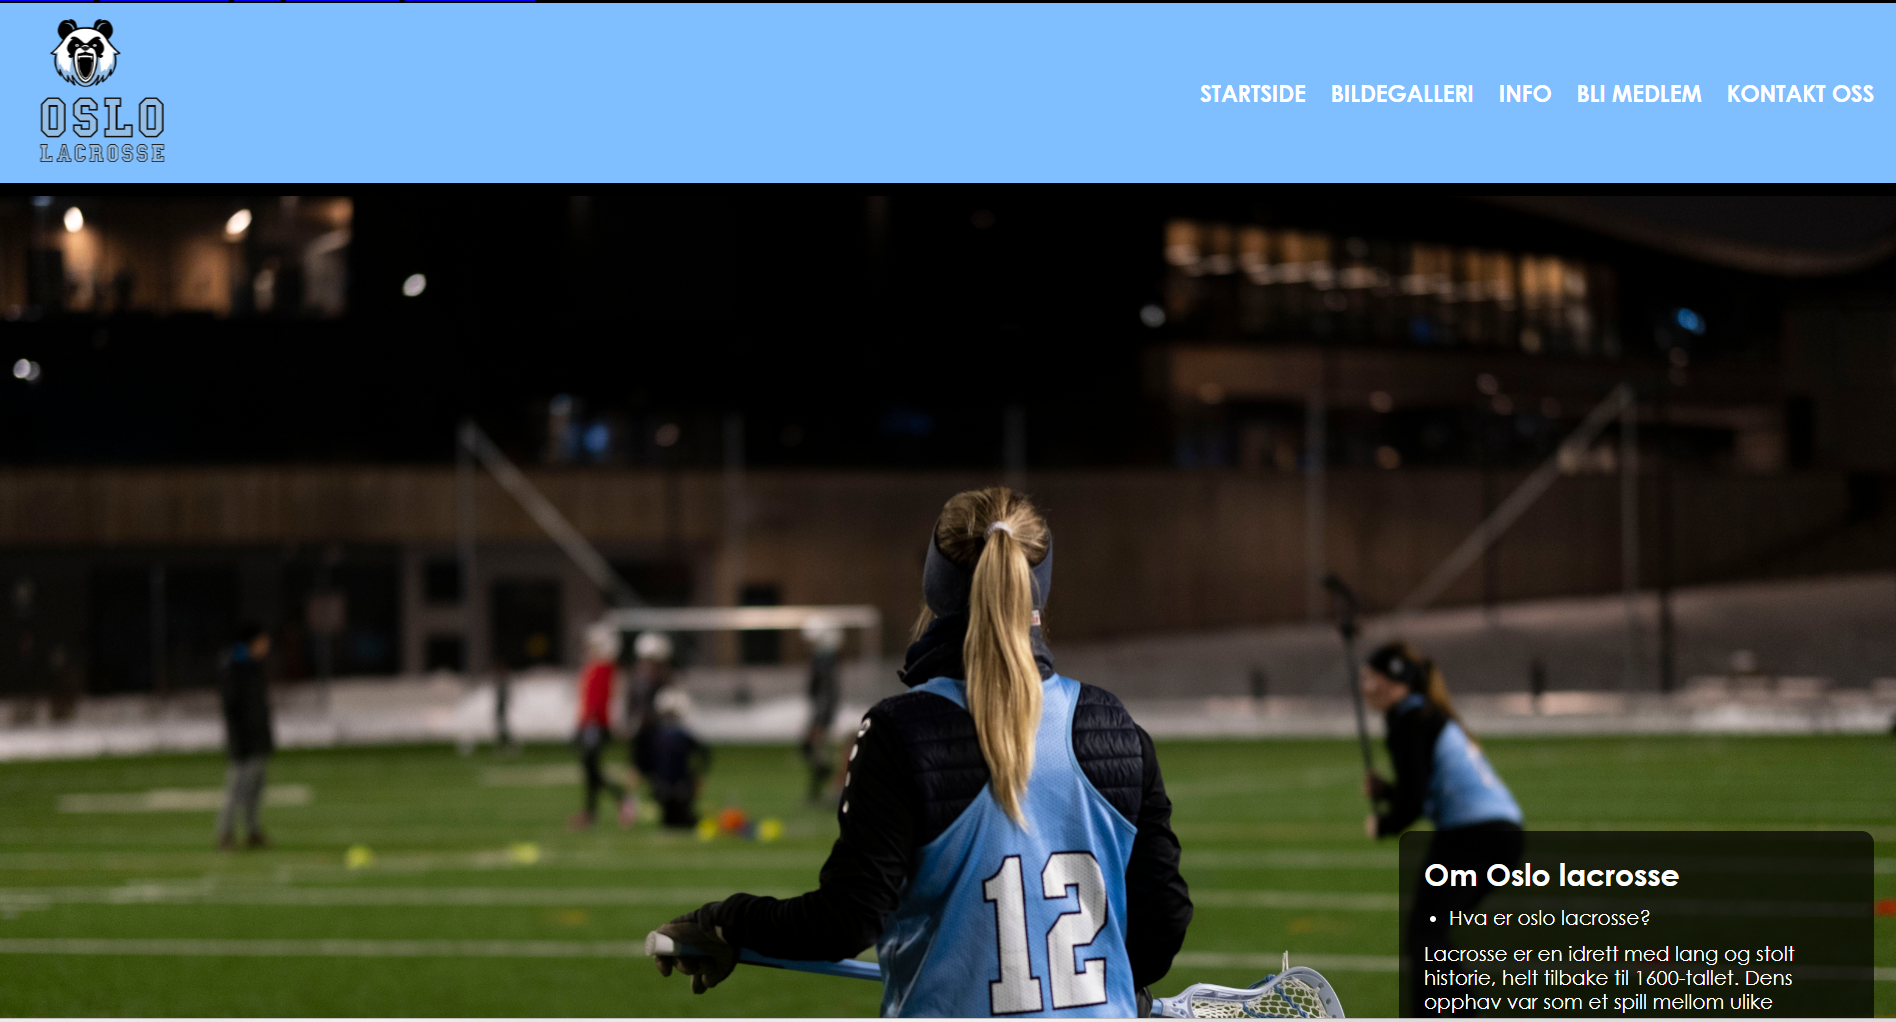 OSLO
LACROSSE
STARTSIDE BILDEGALLERI INFO BLI MEDLEM KONTAKT OSS
12
Om Oslo lacrosse
• Hva er oslo lacrosse?
Lacrosse er en idrett med lang og stolt
historie, helt tilbake til 1600-tallet. Dens
opphav var som et spill mellom ulike